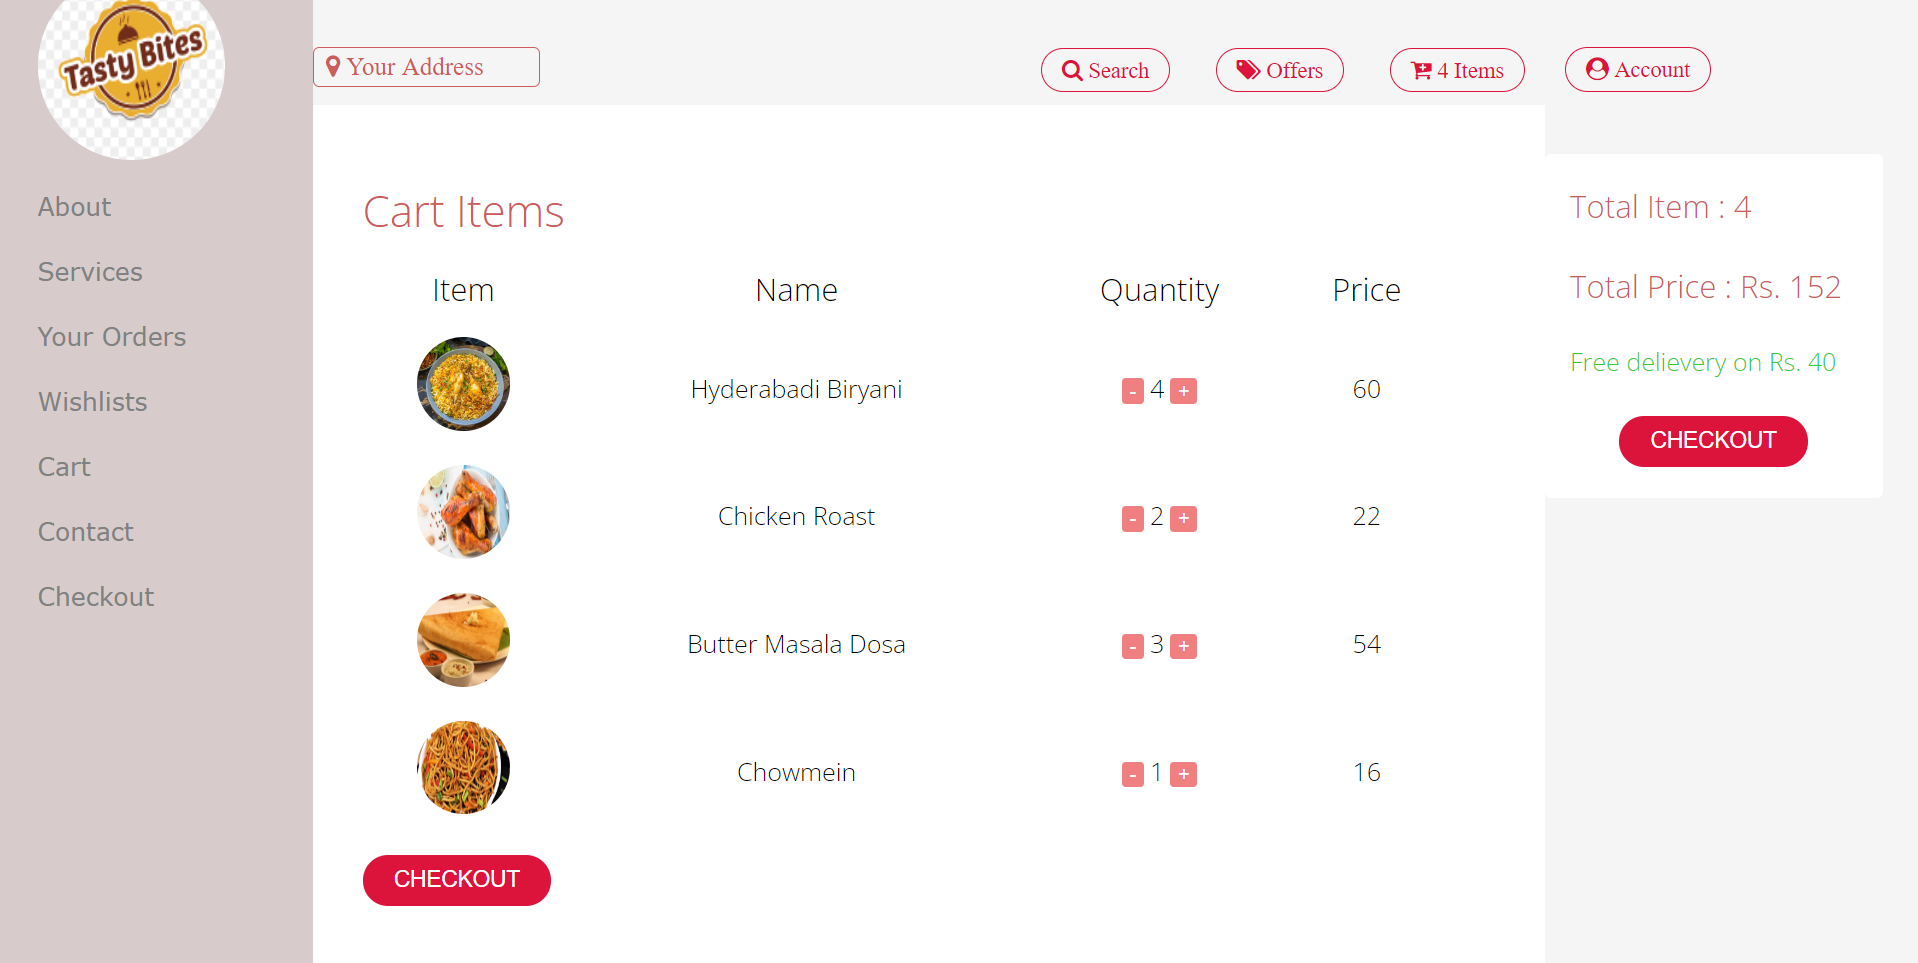 Tasty Bites
Your Address
Search
Offers
4 Items
Account
About
Services
Your Orders
Wishlists
Cart
Contact
Checkout
Cart Items
Item Name Quantity Price
Hyderabadi Biryani - 4 + 60
Chicken Roast - 2 + 22
Butter Masala Dosa - 3 + 54
Chowmein - 1 + 16
CHECKOUT
Total Item : 4
Total Price : Rs. 152
Free delievery on Rs. 40
CHECKOUT